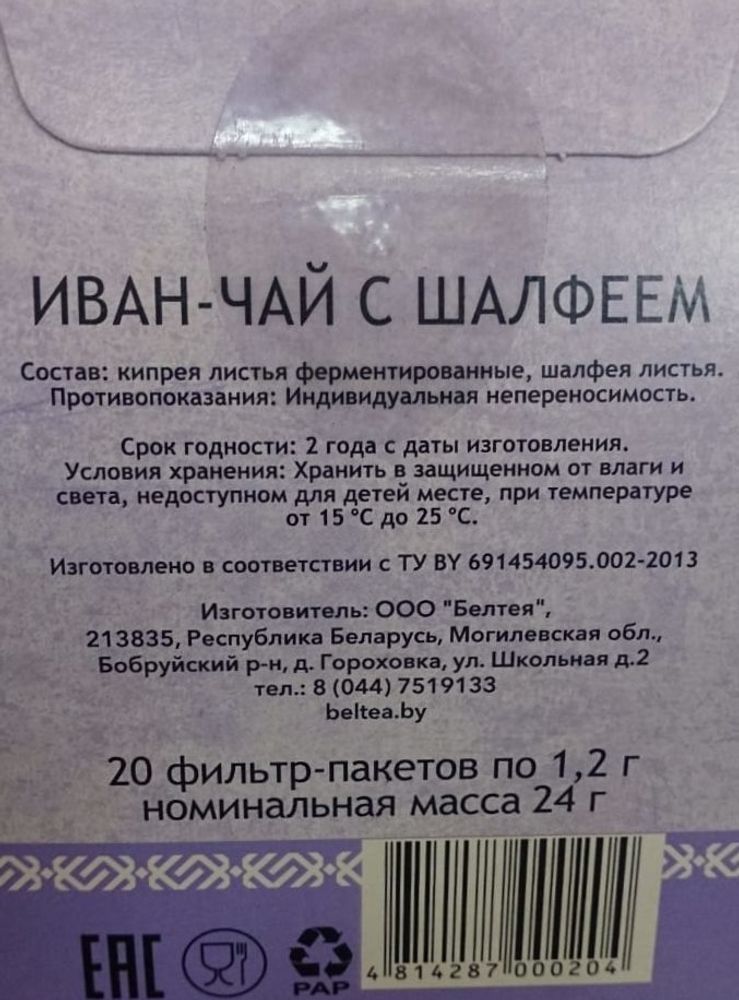 ИВАН-ЧАЙ С ШАЛФЕЕМ
Состав: кипрея листья ферментированные, шалфея листья.
Противопоказания: Индивидуальная непереносимость.
Срок годности: 2 года с даты изготовления.
Условия хранения: Хранить в защищенном от влаги и
света, недоступном для детей месте, при температуре
от 15 °С до 25 °С.
Изготовлено в соответствии с ТУ BY 691454095.002-2013
Изготовитель: ООО "Белтея",
213835, Республика Беларусь, Могилевская обл.,
Бобруйский р-н, д. Гороховка, ул. Школьная д.2
тел.: 8 (044) 7519133
beltea.by
20 фильтр-пакетов по 1,2 г
номинальная масса 24 г
EAC
PAP
4 814287 000204